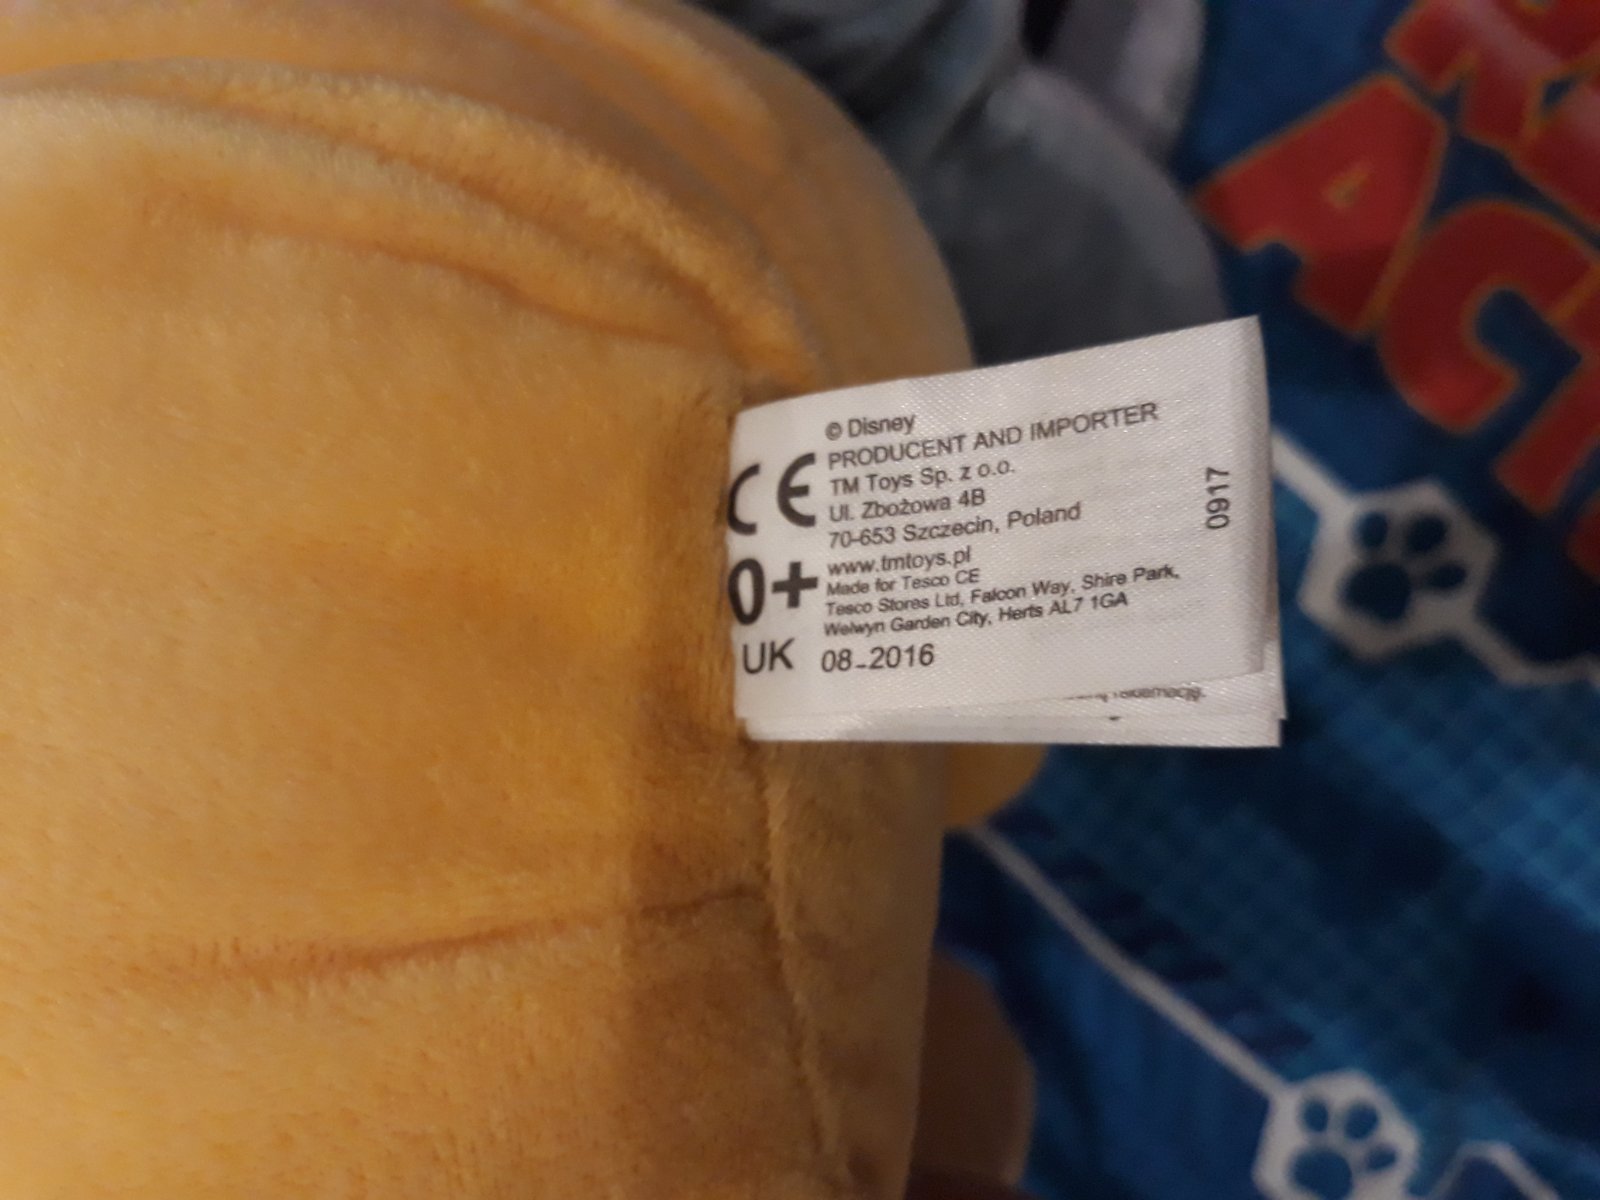 © Disney
PRODUCENT AND IMPORTER
TM Toys Sp. z o.o.
Ul. Zbożowa 4B
70-653 Szczecin, Poland
www.tmtoys.pl
Made for Tesco CE
Tesco Stores Ltd, Falcon Way, Shire Park,
Welwyn Garden City, Herts AL7 1GA
CE
0+
UK 08-2016
0917